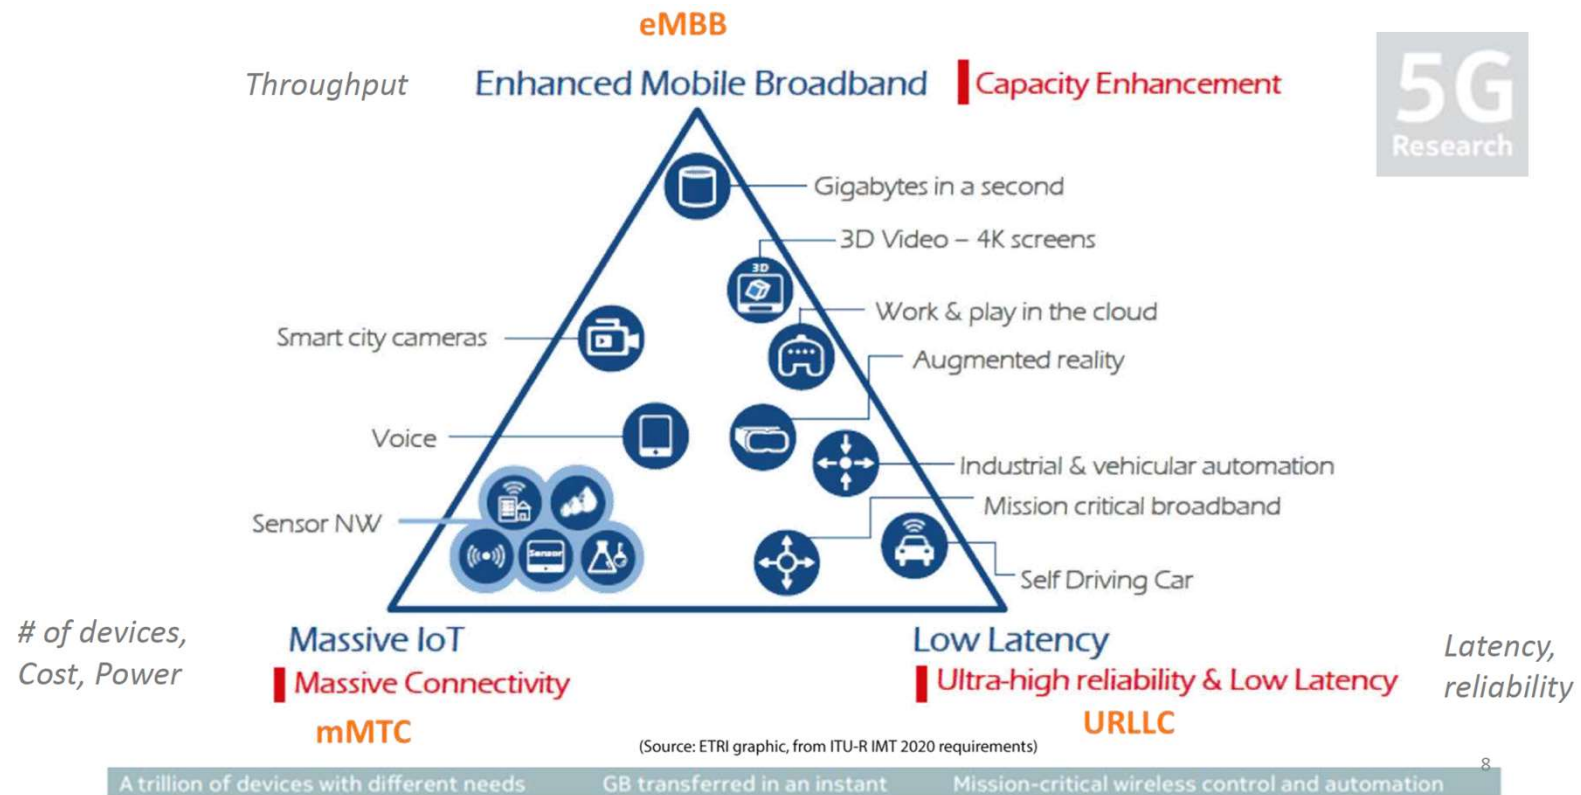 eMBB
Throughput
Enhanced Mobile Broadband
Capacity Enhancement
5G
Research
Gigabytes in a second
3D Video – 4K screens
3D
Work & play in the cloud
Smart city cameras
Augmented reality
Voice
Industrial & vehicular automation
Mission critical broadband
Sensor NW
Sensor
Self Driving Car
# of devices,
Cost, Power
Massive IoT
Massive Connectivity
mMTC
Low Latency
Ultra-high reliability & Low Latency
URLLC
Latency,
reliability
(Source: ETRI graphic, from ITU-R IMT 2020 requirements)
8
A trillion of devices with different needs
GB transferred in an instant
Mission-critical wireless control and automation